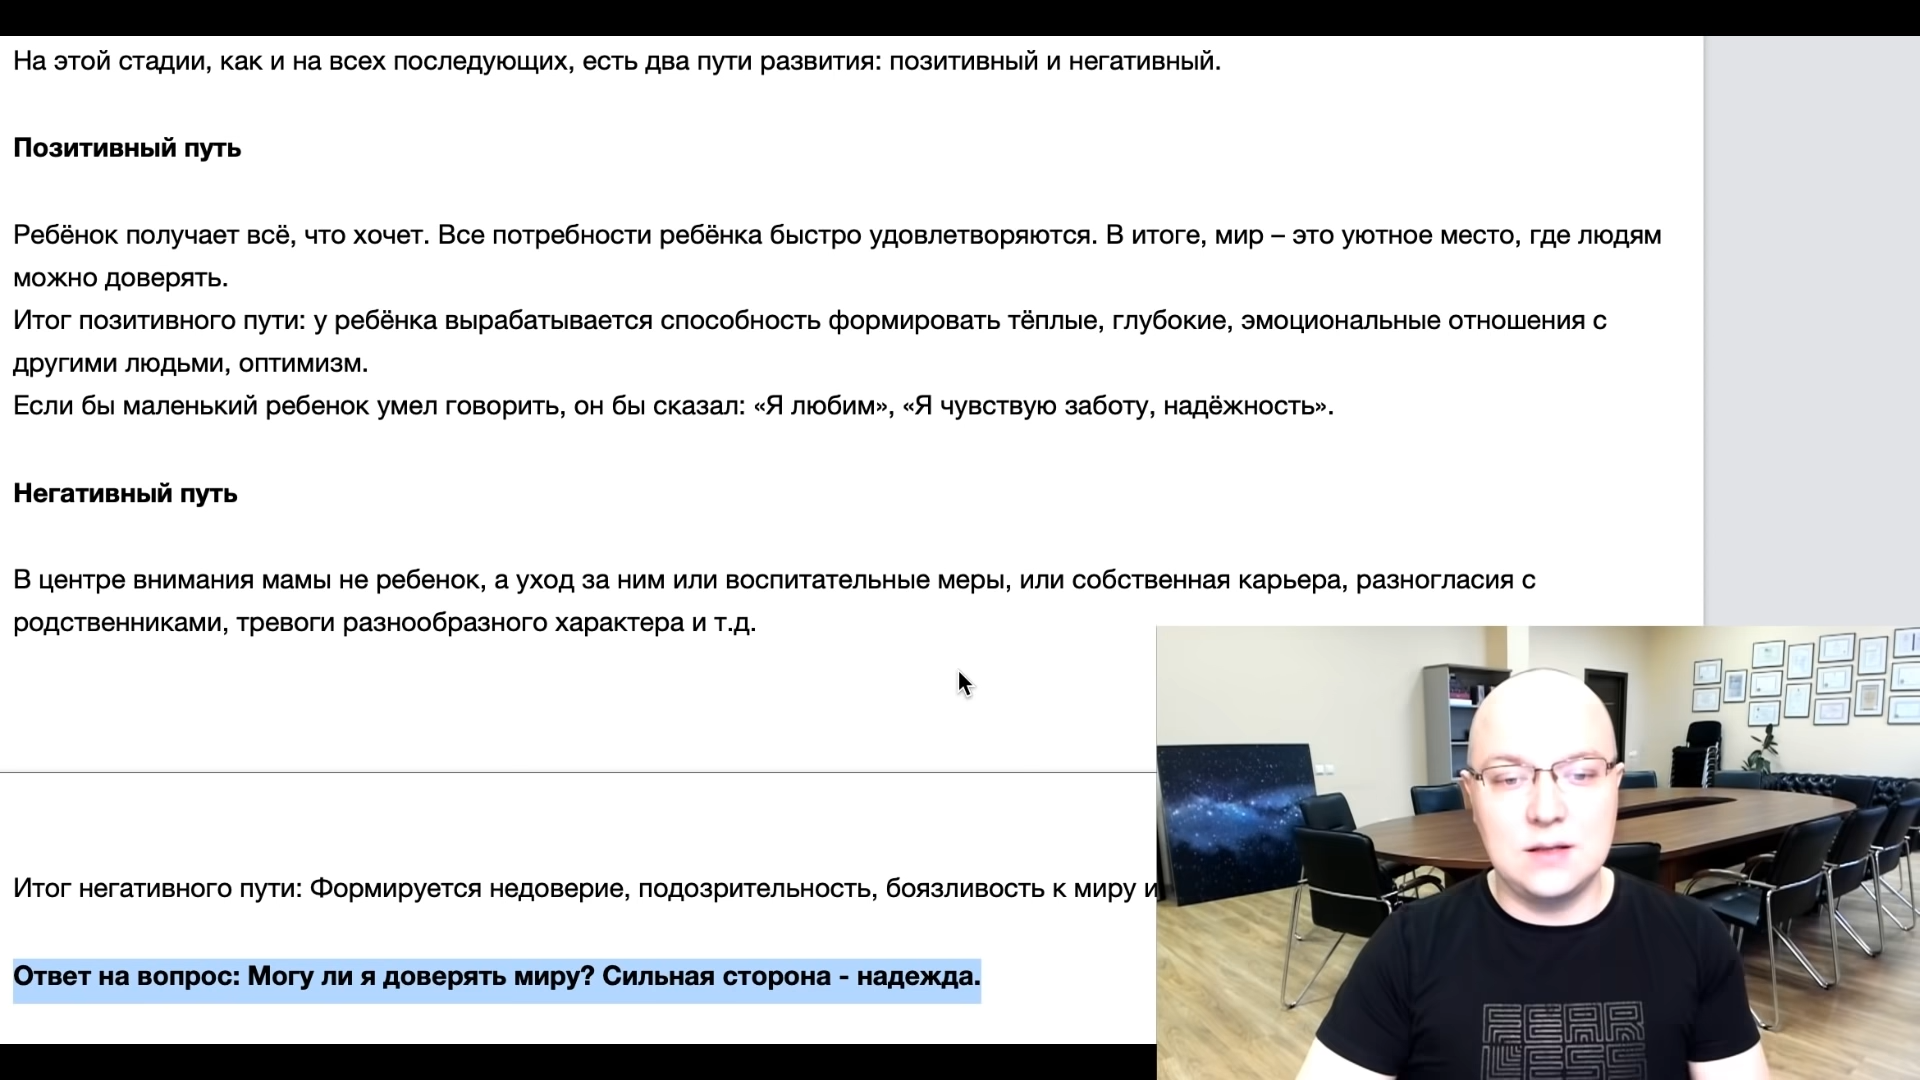 На этой стадии, как и на всех последующих, есть два пути развития: позитивный и негативный.
Позитивный путь
Ребёнок получает всё, что хочет. Все потребности ребёнка быстро удовлетворяются. В итоге, мир – это уютное место, где людям
можно доверять.
Итог позитивного пути: у ребёнка вырабатывается способность формировать тёплые, глубокие, эмоциональные отношения с
другими людьми, оптимизм.
Если бы маленький ребенок умел говорить, он бы сказал: «Я любим», «Я чувствую заботу, надёжность».
Негативный путь
В центре внимания мамы не ребенок, а уход за ним или воспитательные меры, или собственная карьера, разногласия с
родственниками, тревоги разнообразного характера и т.д.
Итог негативного пути: Формируется недоверие, подозрительность, боязливость к миру и
Ответ на вопрос: Могу ли я доверять миру? Сильная сторона - надежда.
FEAR
LESS